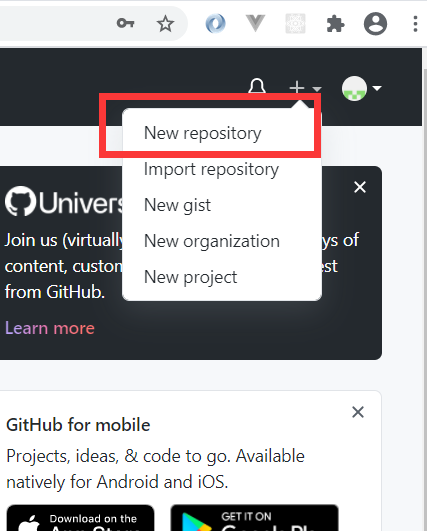 New repository
Import repository
New gist
New organization
New project
Univers
Join us (virtually ys of
content, custom est
from GitHub.
Learn more
GitHub for mobile
Projects, ideas, & code to go. Available
natively for Android and iOS.
Download on the
GET IT ON